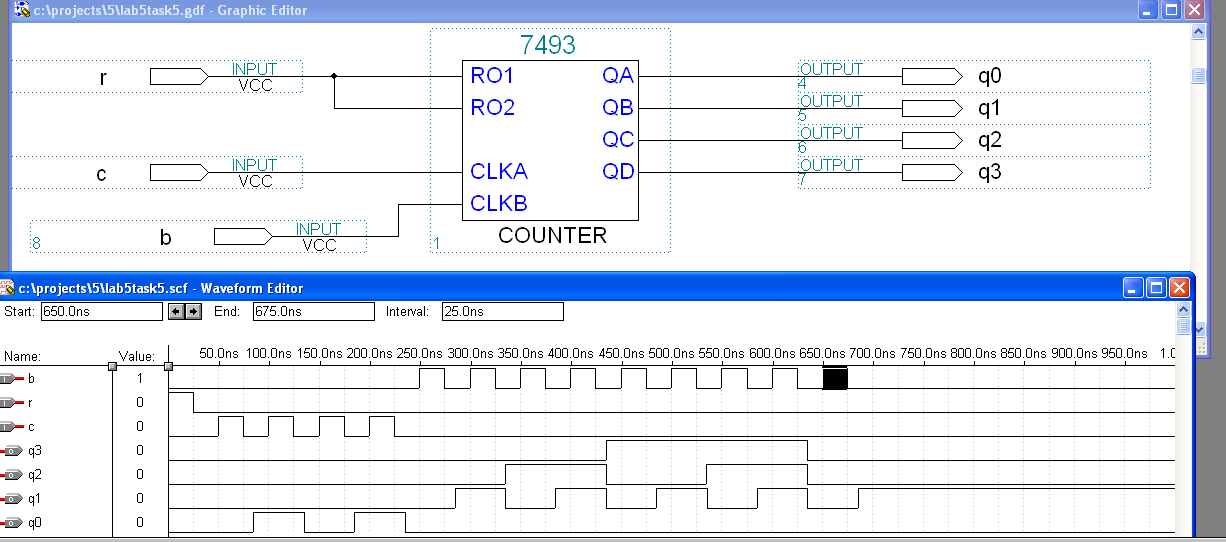 c:\projects\5\lab5task5.gdf - Graphic Editor
7493
r INPUT VCC RO1 QA OUTPUT 4 q0
RO2 QB OUTPUT 5 q1
QC OUTPUT 6 q2
c INPUT VCC CLKA QD OUTPUT 7 q3
CLKB
8 b INPUT VCC 1 COUNTER
c:\projects\5\lab5task5.scf - Waveform Editor
Start: 650.0ns End: 675.0ns Interval: 25.0ns
Name: Value: 50.0ns 100.0ns 150.0ns 200.0ns 250.0ns 300.0ns 350.0ns 400.0ns 450.0ns 500.0ns 550.0ns 600.0ns 650.0ns 700.0ns 750.0ns 800.0ns 850.0ns 900.0ns 950.0ns 1.0
b 1
r 0
c 0
q3 0
q2 0
q1 0
q0 0